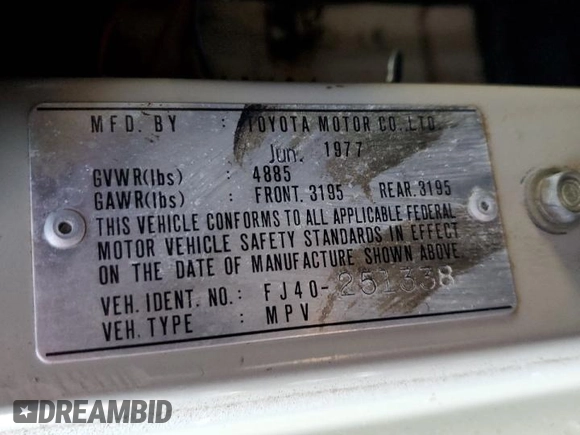 MFD. BY : TOYOTA MOTOR CO.,LTD.
Jun. 1977
GVWR(lbs) : 4885
GAWR(lbs) : FRONT. 3195 REAR. 3195
THIS VEHICLE CONFORMS TO ALL APPLICABLE FEDERAL
MOTOR VEHICLE SAFETY STANDARDS IN EFFECT
ON THE DATE OF MANUFACTURE SHOWN ABOVE.
VEH. IDENT. NO.: FJ40-251338
VEH. TYPE : MPV
DREAMBID